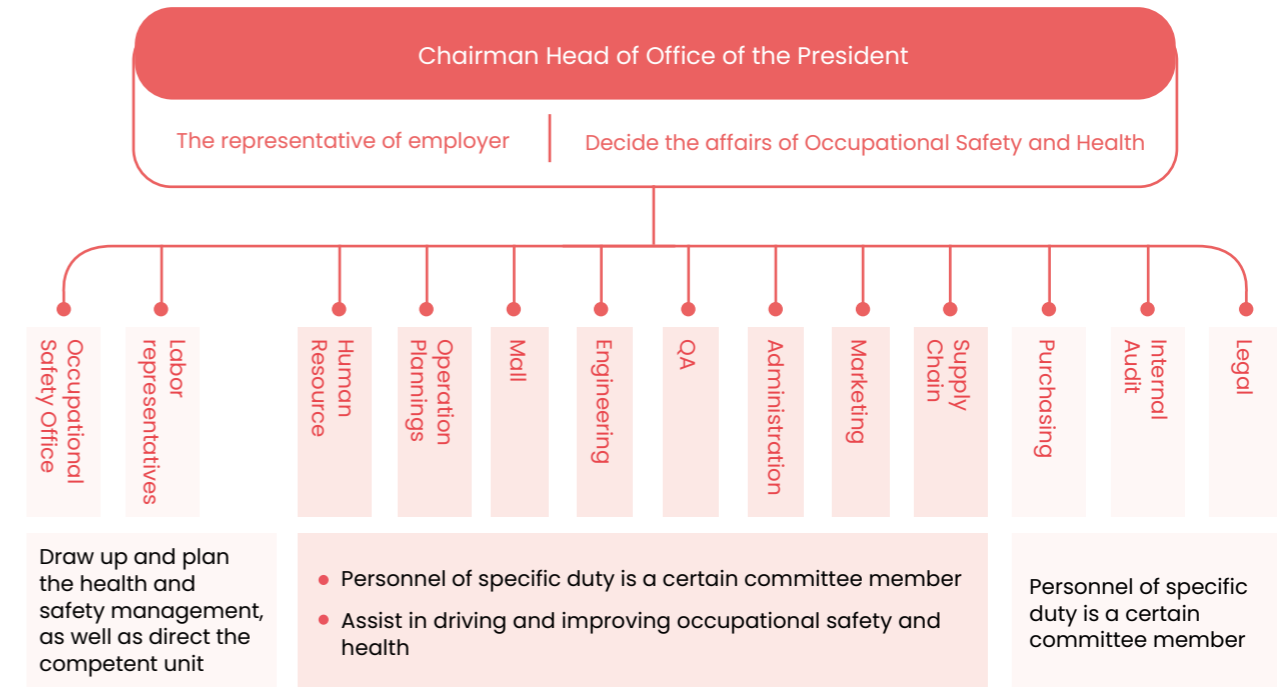 Chairman Head of Office of the President
The representative of employer
Decide the affairs of Occupational Safety and Health
Occupational
Safety Office
Labor
representatives
Human
Resource
Operation
Plannings
Mall
Engineering
QA
Administration
Marketing
Supply
Chain
Purchasing
Internal
Audit
Legal
Draw up and plan
the health and
safety management,
as well as direct the
competent unit
Personnel of specific duty is a certain committee member
Assist in driving and improving occupational safety and
health
Personnel of specific
duty is a certain
committee member